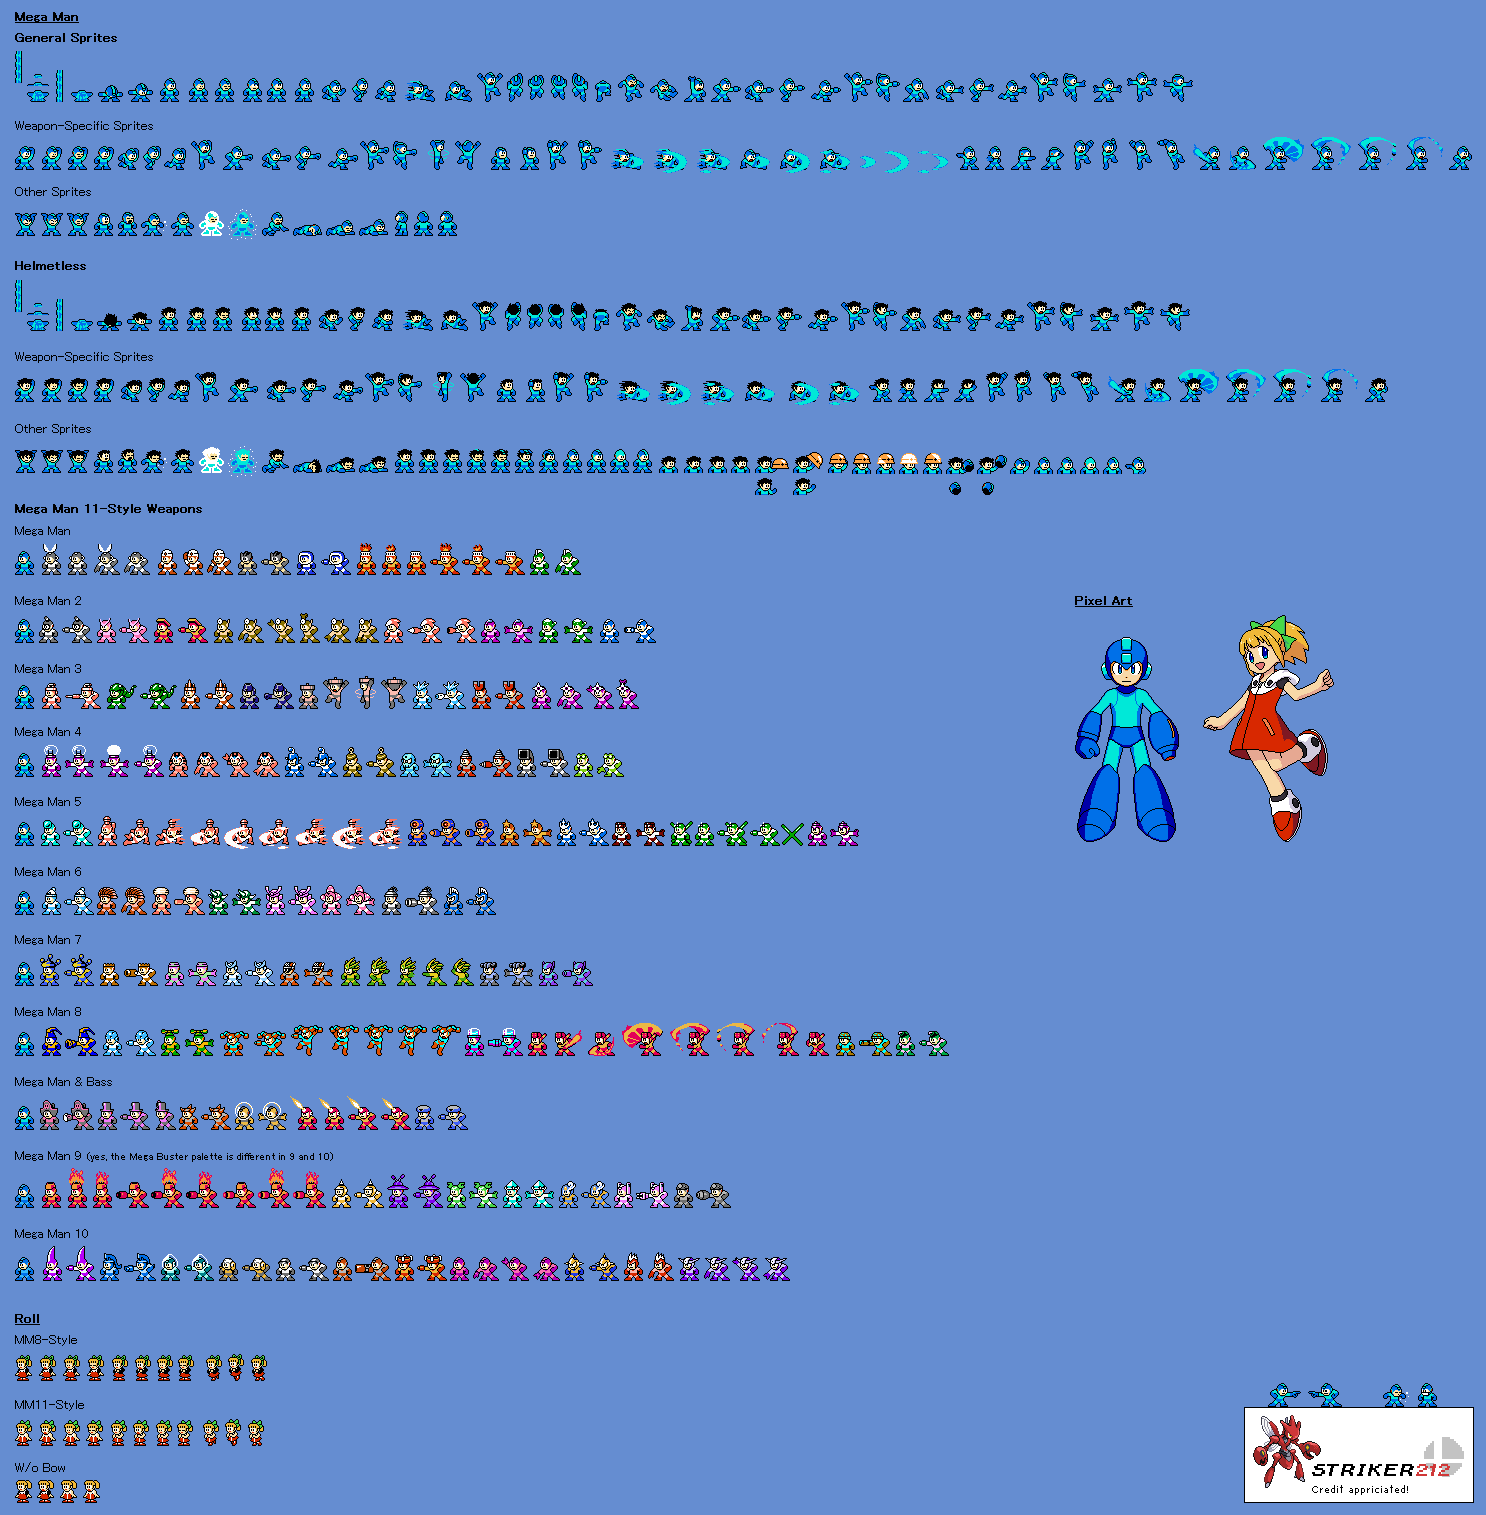 Mega Man
General Sprites
Weapon-Specific Sprites
Other Sprites
Helmetless
Weapon-Specific Sprites
Other Sprites
Mega Man 11-Style Weapons
Mega Man
Mega Man 2
Pixel Art
Mega Man 3
Mega Man 4
Mega Man 5
Mega Man 6
Mega Man 7
Mega Man 8
Mega Man & Bass
Mega Man 9 (yes, the Mega Buster palette is different in 9 and 10)
Mega Man 10
Roll
MM8-Style
MM11-Style
W/o Bow
STRIKER212
Credit appriciated!